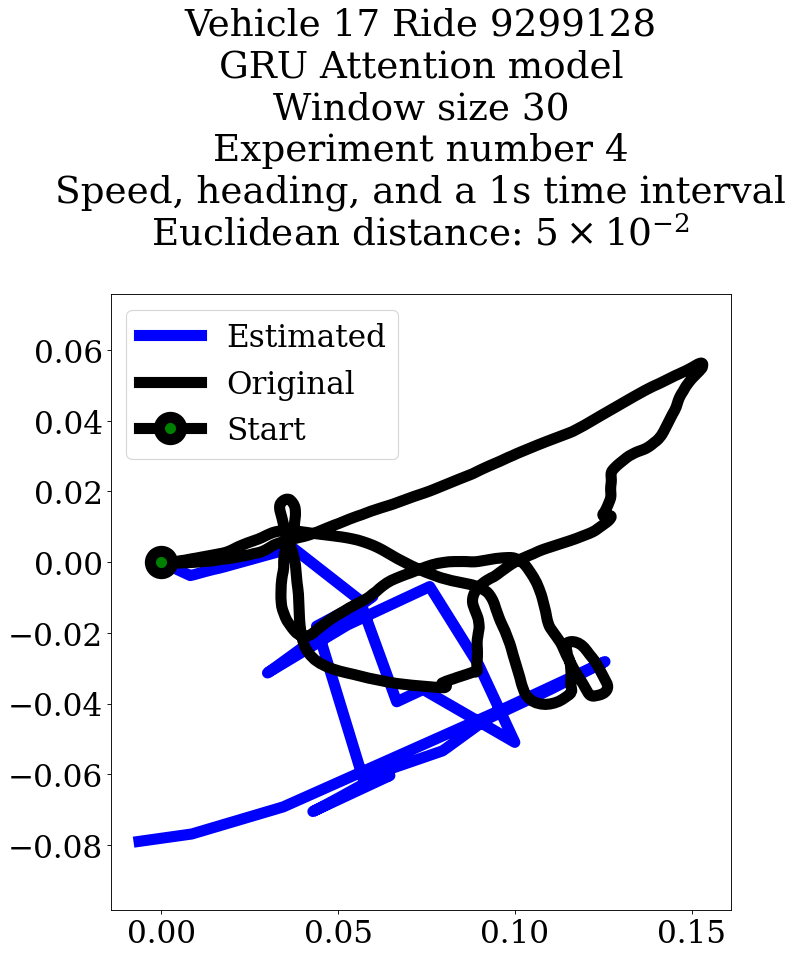 Vehicle 17 Ride 9299128
GRU Attention model
Window size 30
Experiment number 4
Speed, heading, and a 1s time interval
Euclidean distance: 5 × 10⁻²
Estimated
Original
Start
0.06
0.04
0.02
0.00
−0.02
−0.04
−0.06
−0.08
0.00 0.05 0.10 0.15